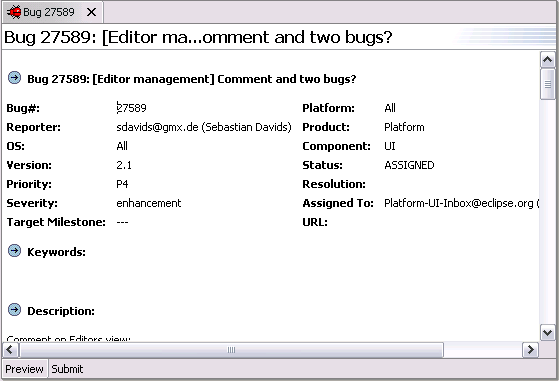 Bug 27589
Bug 27589: [Editor ma...omment and two bugs?
Bug 27589: [Editor management] Comment and two bugs?
Bug#: 27589 Platform: All
Reporter: sdavids@gmx.de (Sebastian Davids) Product: Platform
OS: All Component: UI
Version: 2.1 Status: ASSIGNED
Priority: P4 Resolution:
Severity: enhancement Assigned To: Platform-UI-Inbox@eclipse.org (
Target Milestone: --- URL:
Keywords:
Description:
Comment on Editors view:
Preview Submit